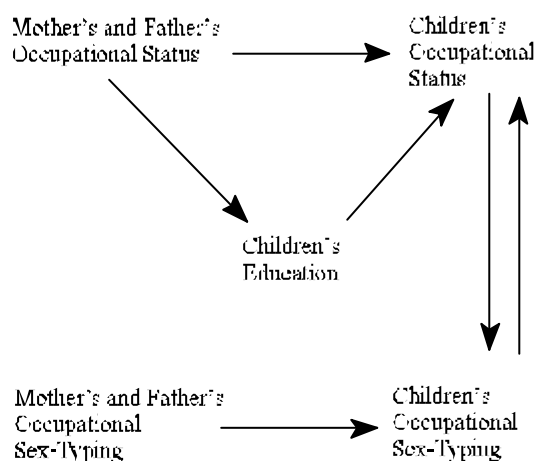 Mother's and Father's
Occupational Status
Children's
Occupational
Status
Children's
Education
Mother's and Father's
Occupational
Sex-Typing
Children's
Occupational
Sex-Typing